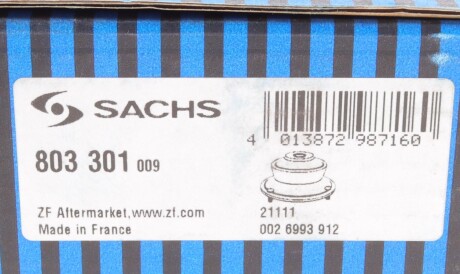 SACHS
4 013872 987160
803 301 009
ZF Aftermarket,www.zf.com
21111
Made in France
002 6993 912